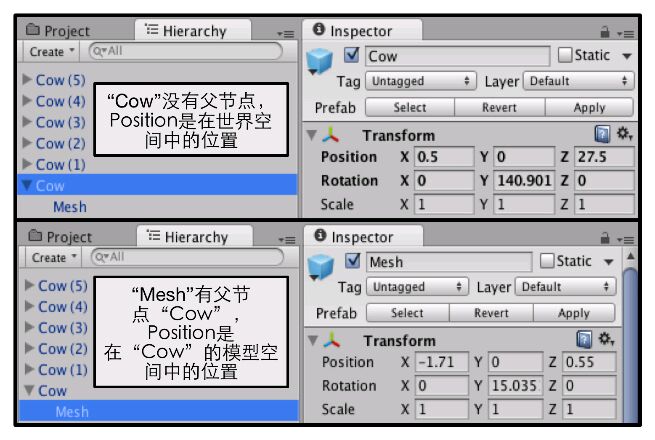 Project
Hierarchy
Inspector
Create
All
Cow
Static
Tag
Untagged
Layer
Default
Prefab
Select
Revert
Apply
Cow (5)
Cow (4)
Cow (3)
Cow (2)
Cow (1)
Cow
Mesh
“Cow”没有父节点，
Position是在世界空
间中的位置
Transform
Position X 0.5 Y 0 Z 27.5
Rotation X 0 Y 140.901 Z 0
Scale X 1 Y 1 Z 1
Project
Hierarchy
Inspector
Create
All
Mesh
Static
Tag
Untagged
Layer
Default
Prefab
Select
Revert
Apply
Cow (5)
Cow (4)
Cow (3)
Cow (2)
Cow (1)
Cow
Mesh
“Mesh”有父节
点“Cow”，
Position是
在“Cow”的模型空
间中的位置
Transform
Position X -1.71 Y 0 Z 0.55
Rotation X 0 Y 15.035 Z 0
Scale X 1 Y 1 Z 1